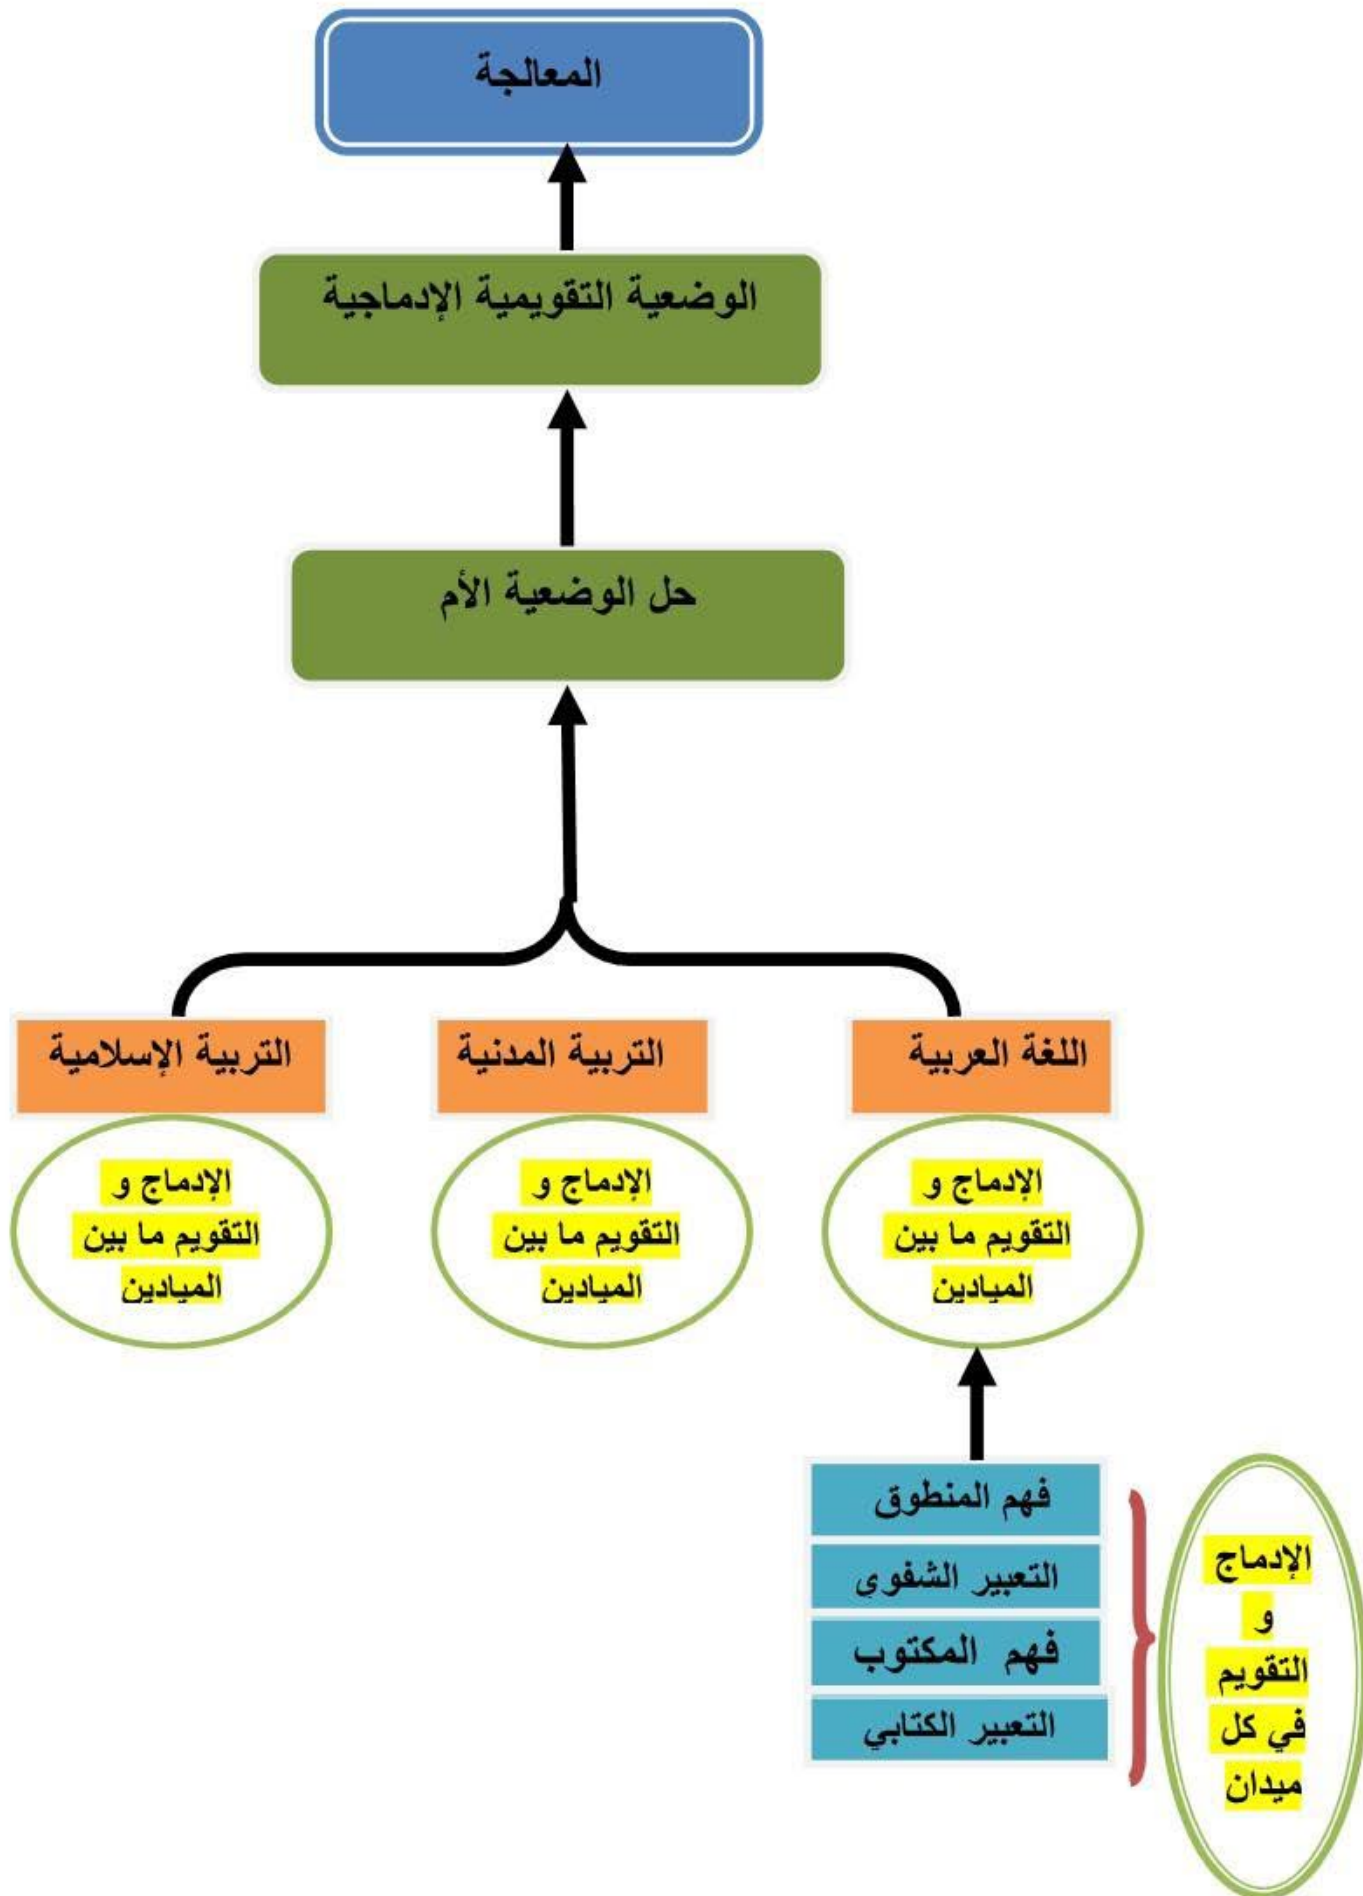 المعالجة
الوضعية التقويمية الإدماجية
حل الوضعية الأم
اللغة العربية
التربية المدنية
التربية الإسلامية
الإدماج و
التقويم ما بين
الميادين
الإدماج و
التقويم ما بين
الميادين
الإدماج و
التقويم ما بين
الميادين
الإدماج
و
التقويم
في كل
ميدان
فهم المنطوق
التعبير الشفوي
فهم المكتوب
التعبير الكتابي